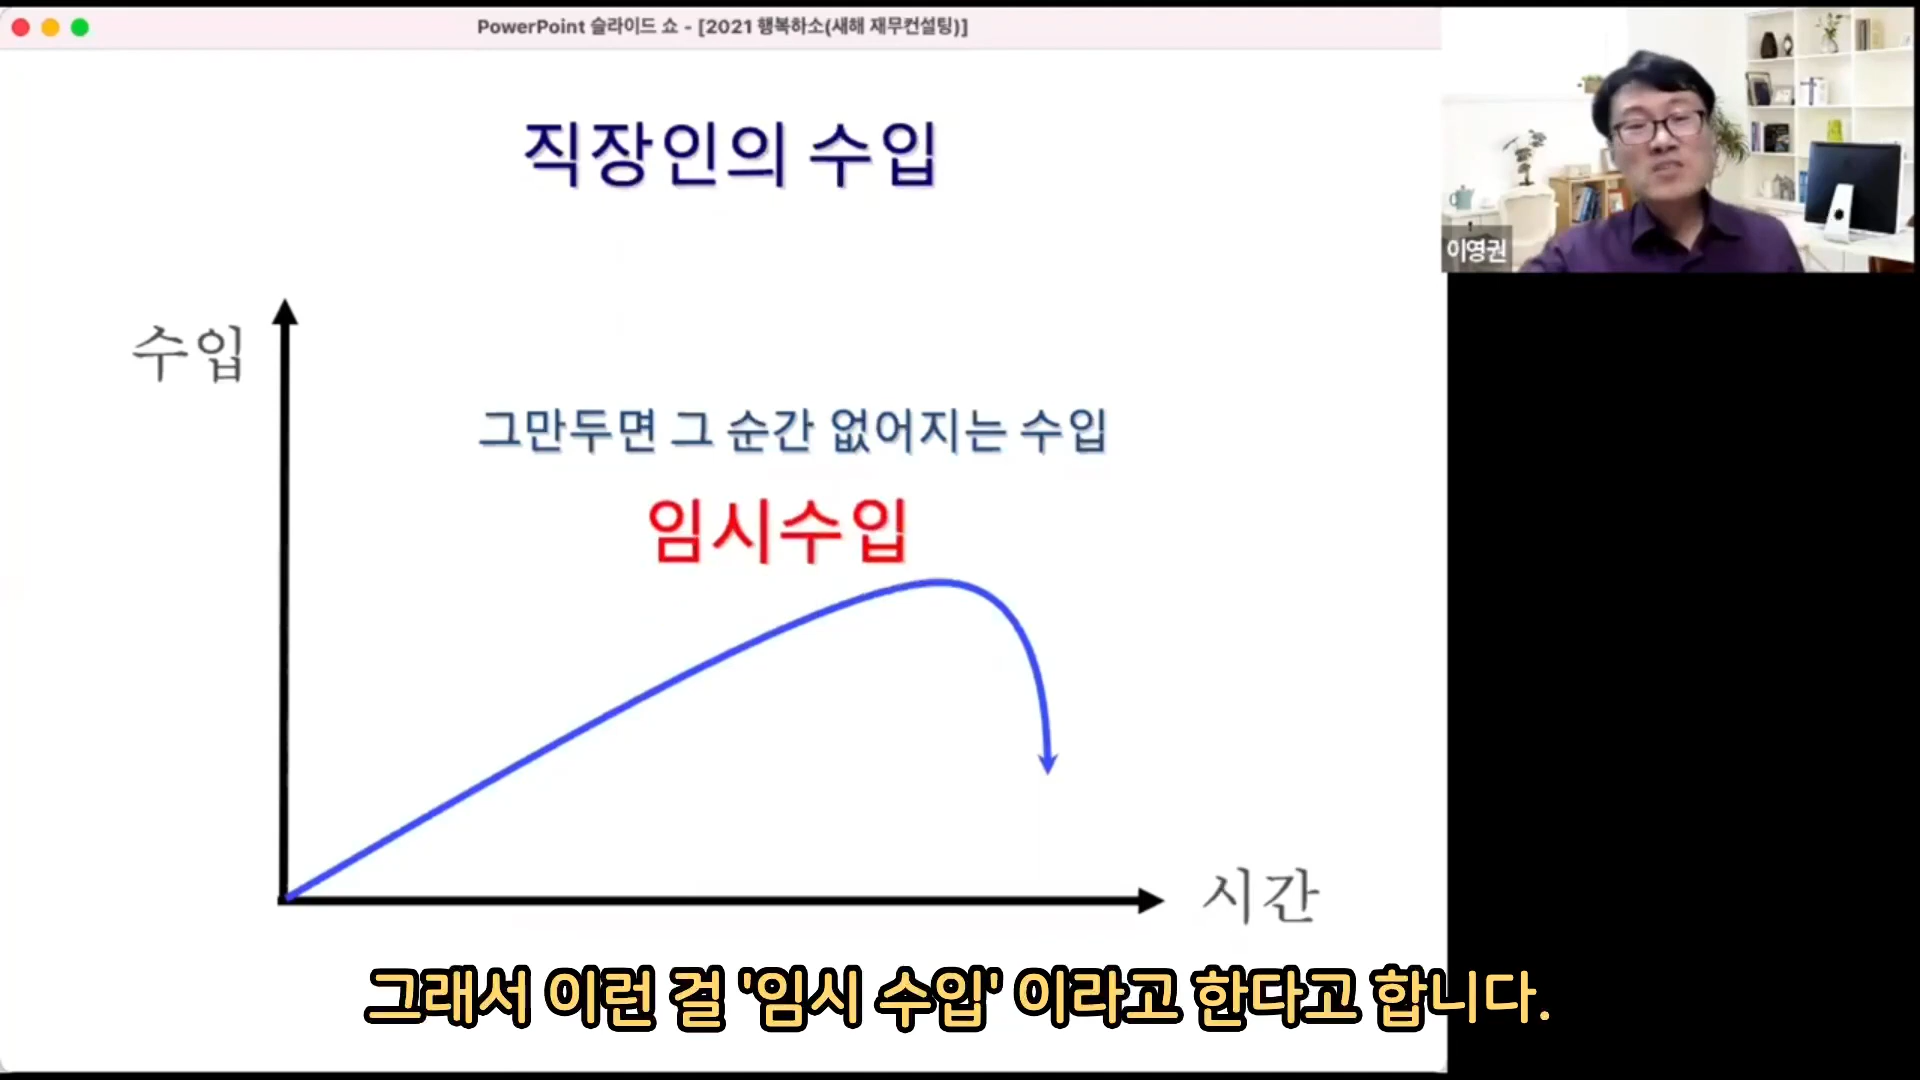 PowerPoint 슬라이드 쇼 - [2021 행복하소(새해 재무컨설팅)]
직장인의 수입
이영권
수입
그만두면 그 순간 없어지는 수입
임시수입
시간
그래서 이런 걸 '임시 수입' 이라고 한다고 합니다.